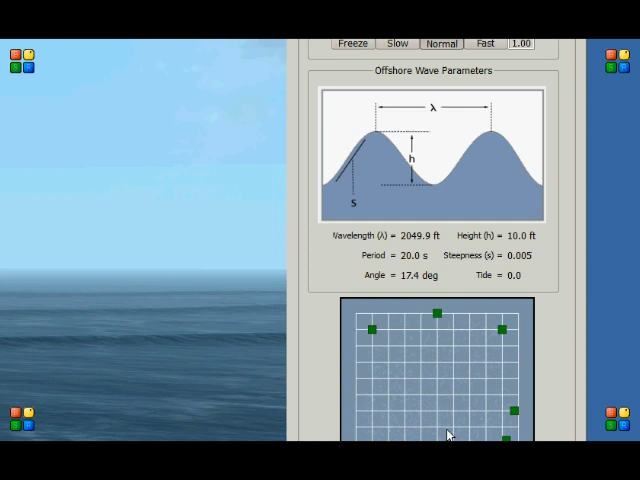 Freeze Slow Normal Fast 1.00
Offshore Wave Parameters
λ
h
s
Wavelength (λ) = 2049.9 ft Height (h) = 10.0 ft
Period = 20.0 s Steepness (s) = 0.005
Angle = 17.4 deg Tide = 0.0